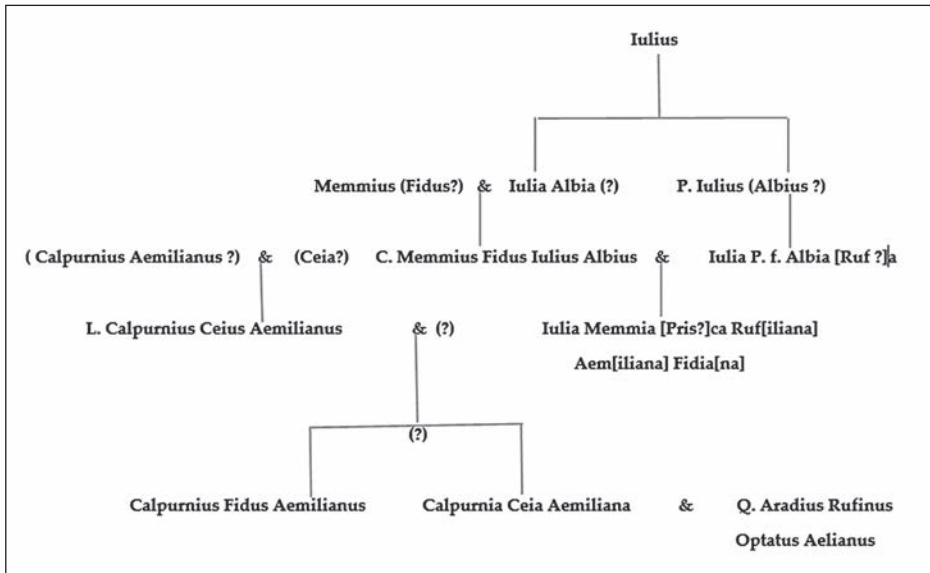 Iulius
Memmius (Fidus?) & Iulia Albia (?) P. Iulius (Albius ?)
( Calpurnius Aemilianus ?) & (Ceia?) C. Memmius Fidus Iulius Albius & Iulia P. f. Albia [Ruf ?]a
L. Calpurnius Ceius Aemilianus & (?) Iulia Memmia [Pris?]ca Ruf[iliana]
Aem[iliana] Fidia[na]
(?)
Calpurnius Fidus Aemilianus Calpurnia Ceia Aemiliana & Q. Aradius Rufinus
Optatus Aelianus